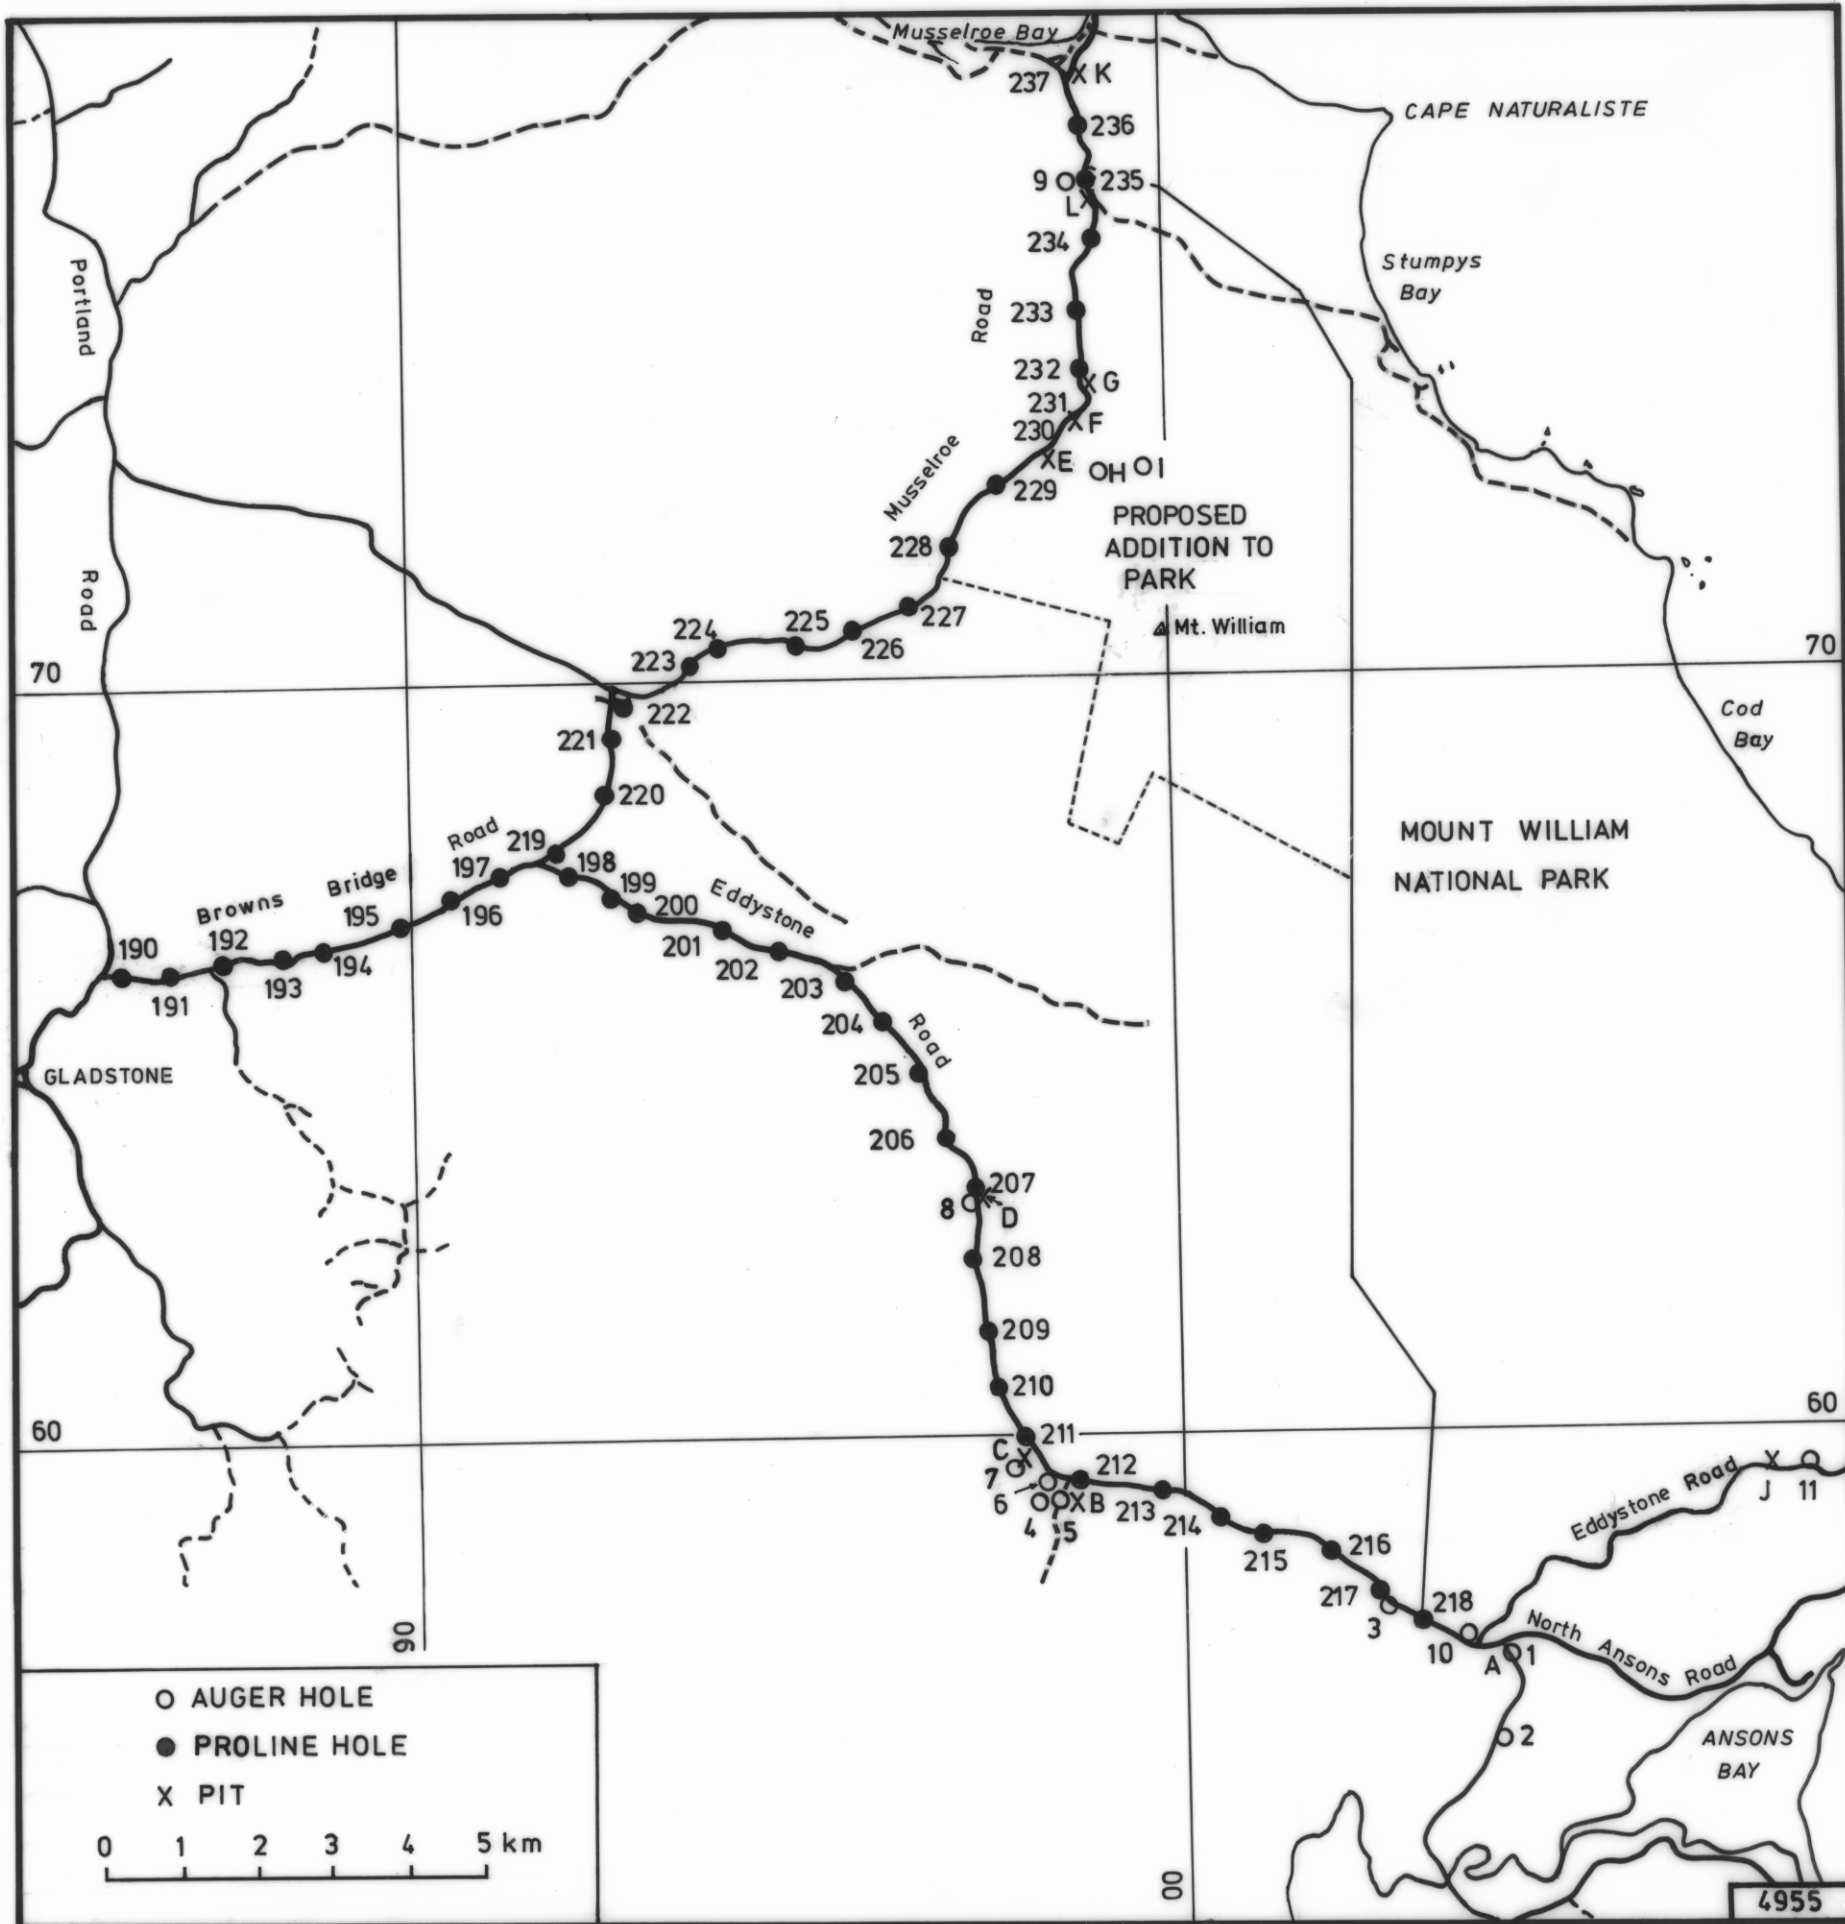 Musselroe Bay
237
K
CAPE NATURALISTE
236
9
235
L
234
Stumpys
Bay
Portland
Road
233
232
G
231
F
230
E
H
I
229
Musselroe
PROPOSED
ADDITION TO
PARK
228
227
Mt. William
224
225
226
223
70
70
222
Cod
Bay
221
Road
220
MOUNT WILLIAM
NATIONAL PARK
Road
219
198
197
199
Bridge
Eddystone
Browns
195
196
200
201
192
190
194
202
193
191
203
204
Road
205
GLADSTONE
206
207
8
D
208
209
210
60
60
211
C
7
212
6
B
213
4
5
214
Eddystone Road
J
11
215
216
217
218
3
10
North Ansons Road
A
1
90
2
ANSONS
BAY
AUGER HOLE
PROLINE HOLE
X PIT
0 1 2 3 4 5 km
00
4955